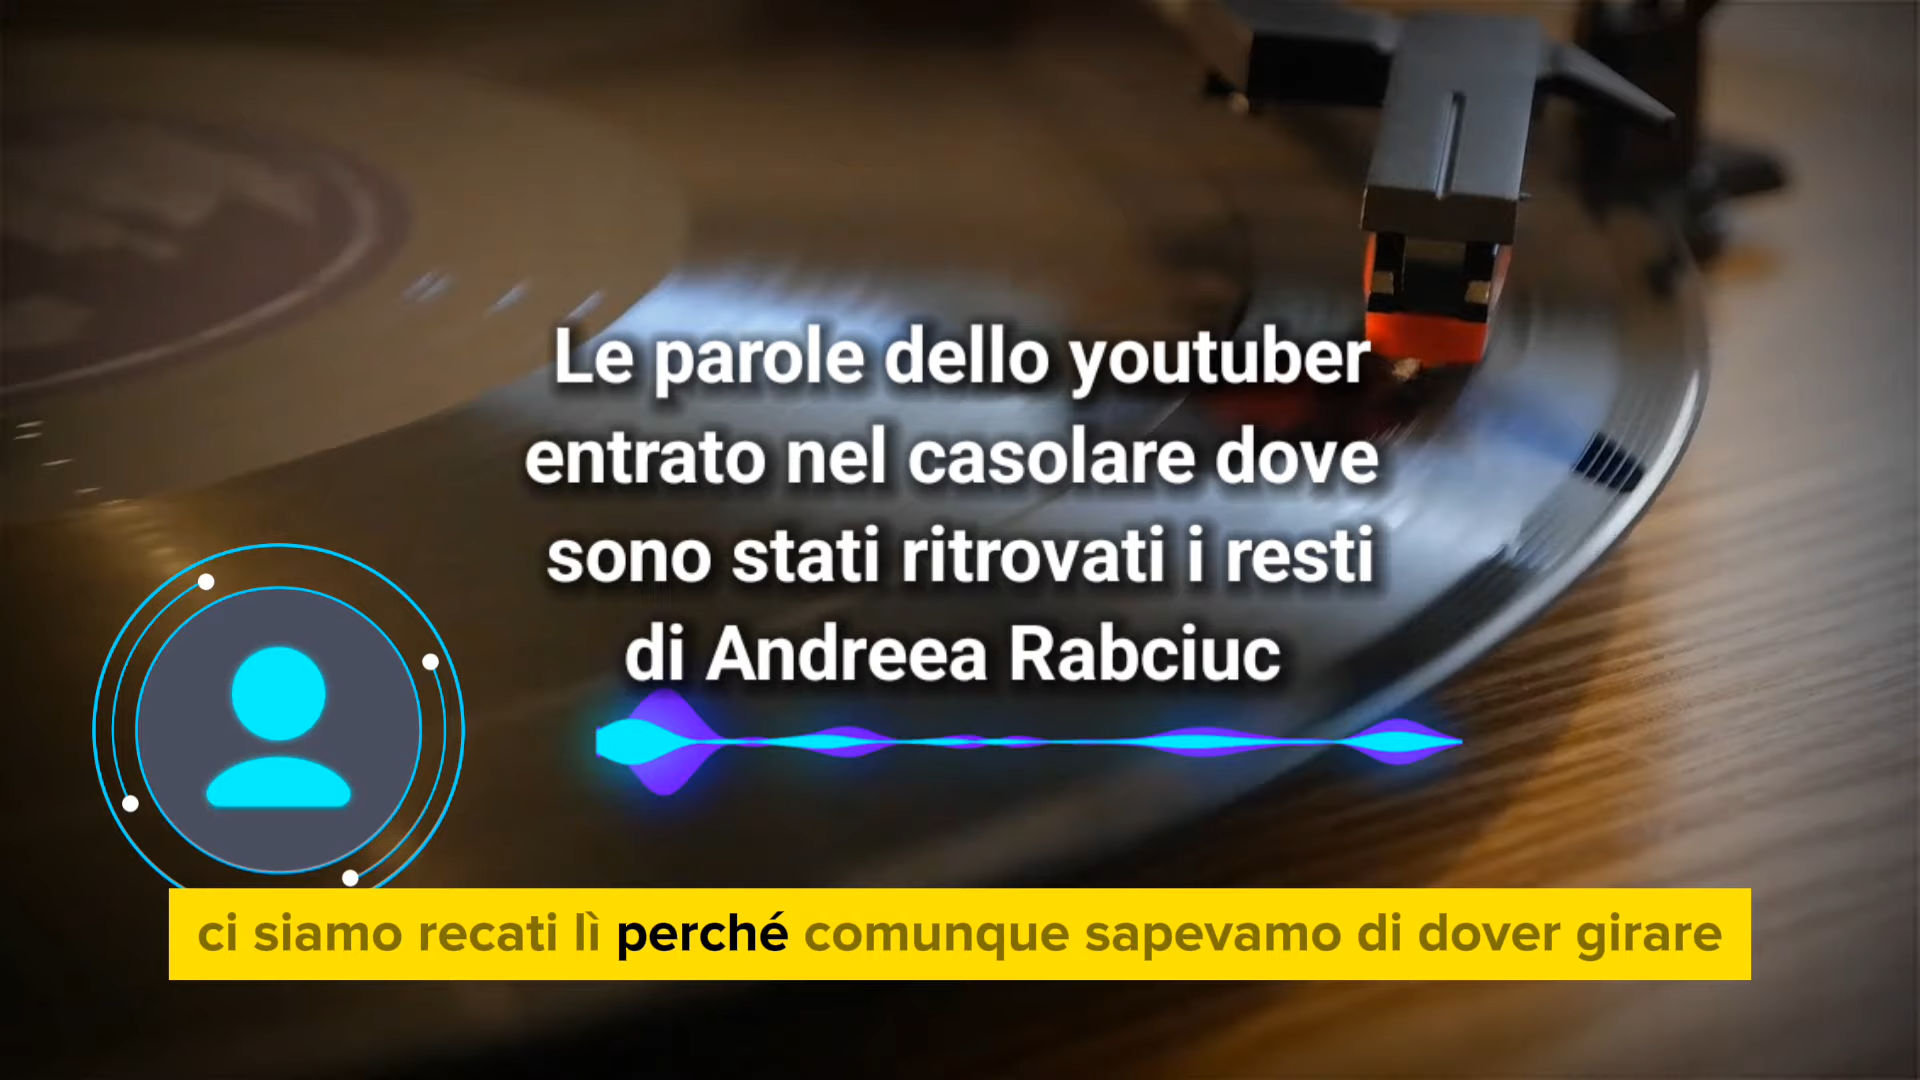 Le parole dello youtuber
entrato nel casolare dove
sono stati ritrovati i resti
di Andreea Rabciuc
ci siamo recati lì perché comunque sapevamo di dover girare